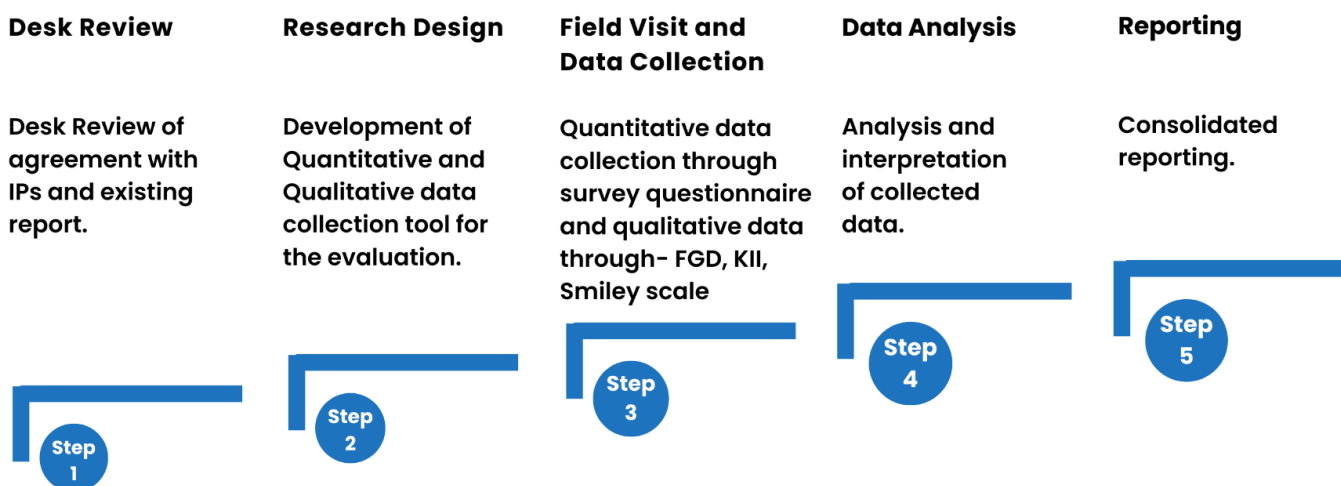 Desk Review
Desk Review of
agreement with
IPs and existing
report.
Step
1
Research Design
Development of
Quantitative and
Qualitative data
collection tool for
the evaluation.
Step
2
Field Visit and
Data Collection
Quantitative data
collection through
survey questionnaire
and qualitative data
through- FGD, KII,
Smiley scale
Step
3
Data Analysis
Analysis and
interpretation
of collected
data.
Step
4
Reporting
Consolidated
reporting.
Step
5